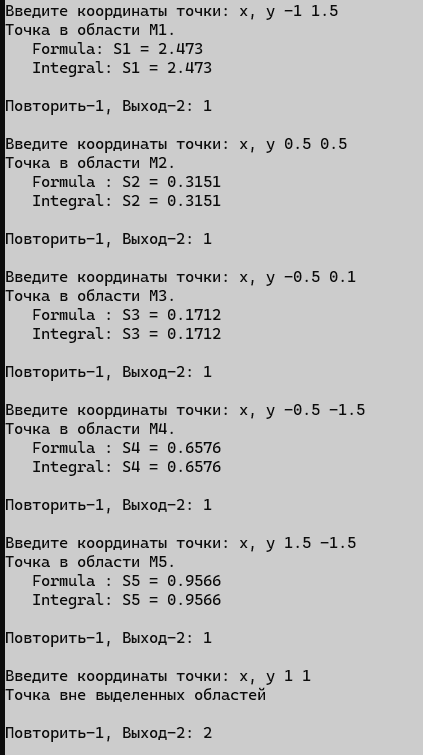 Введите координаты точки: x, y -1 1.5
Точка в области M1.
Formula: S1 = 2.473
Integral: S1 = 2.473
Повторить-1, Выход-2: 1
Введите координаты точки: x, y 0.5 0.5
Точка в области M2.
Formula : S2 = 0.3151
Integral: S2 = 0.3151
Повторить-1, Выход-2: 1
Введите координаты точки: x, y -0.5 0.1
Точка в области M3.
Formula : S3 = 0.1712
Integral: S3 = 0.1712
Повторить-1, Выход-2: 1
Введите координаты точки: x, y -0.5 -1.5
Точка в области M4.
Formula : S4 = 0.6576
Integral: S4 = 0.6576
Повторить-1, Выход-2: 1
Введите координаты точки: x, y 1.5 -1.5
Точка в области M5.
Formula : S5 = 0.9566
Integral: S5 = 0.9566
Повторить-1, Выход-2: 1
Введите координаты точки: x, y 1 1
Точка вне выделенных областей
Повторить-1, Выход-2: 2